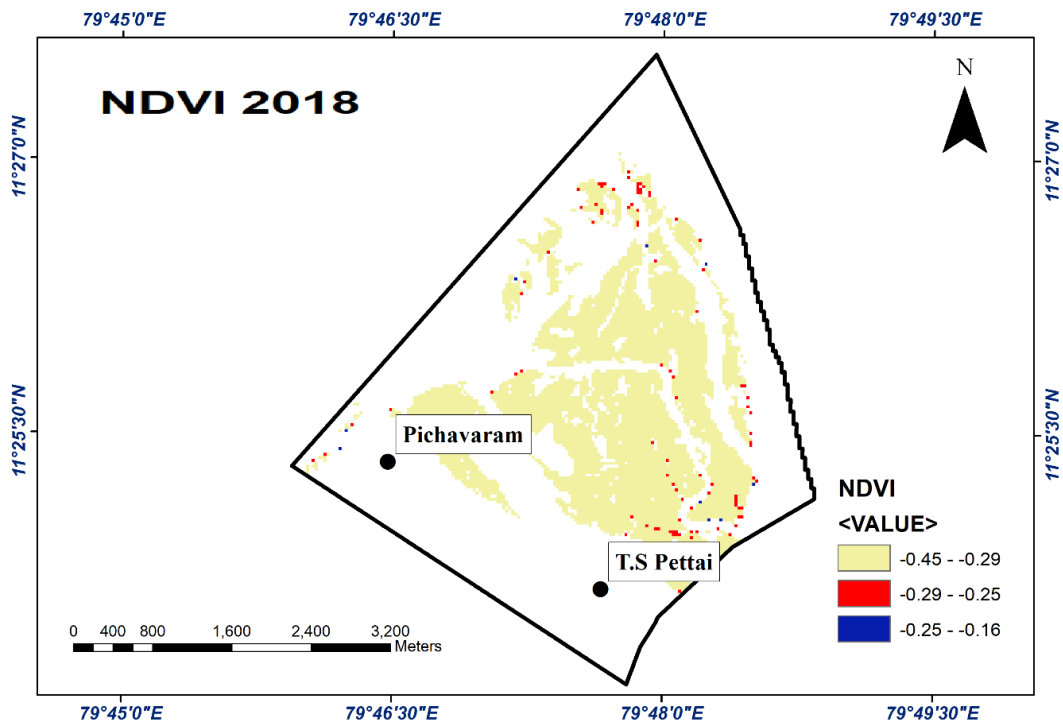 79°45'0"E 79°46'30"E 79°48'0"E 79°49'30"E
NDVI 2018
N
11°27'0"N
11°27'0"N
11°25'30"N
11°25'30"N
Pichavaram
T.S Pettai
NDVI
<VALUE>
-0.45 - -0.29
-0.29 - -0.25
-0.25 - -0.16
0 400 800 1,600 2,400 3,200
Meters
79°45'0"E 79°46'30"E 79°48'0"E 79°49'30"E